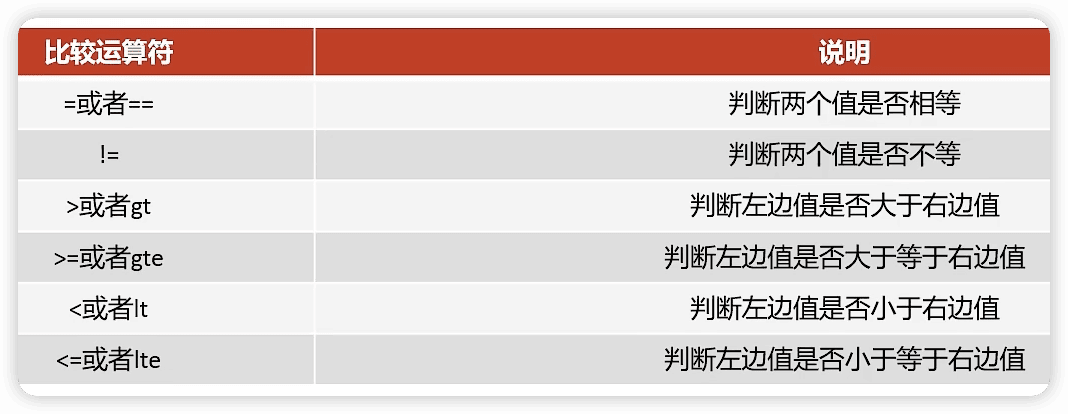 比较运算符 说明
=或者== 判断两个值是否相等
!= 判断两个值是否不等
>或者gt 判断左边值是否大于右边值
>=或者gte 判断左边值是否大于等于右边值
<或者lt 判断左边值是否小于右边值
<=或者lte 判断左边值是否小于等于右边值